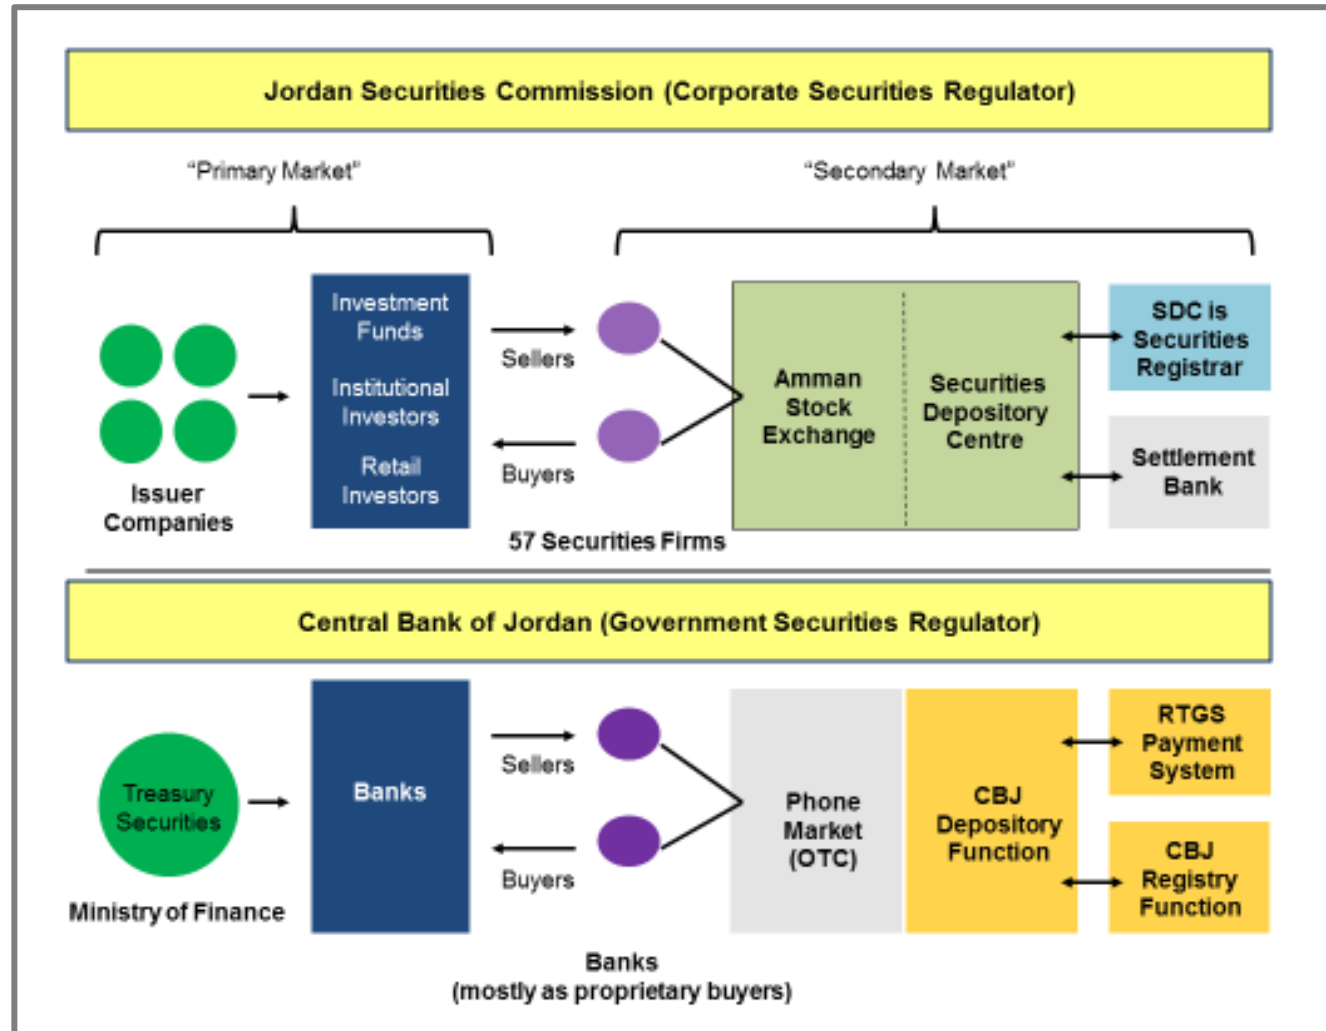 Jordan Securities Commission (Corporate Securities Regulator)
“Primary Market”
“Secondary Market”
Issuer
Companies
Investment
Funds
Institutional
Investors
Retail
Investors
Sellers
Buyers
57 Securities Firms
Amman
Stock
Exchange
Securities
Depository
Centre
SDC is
Securities
Registrar
Settlement
Bank
Central Bank of Jordan (Government Securities Regulator)
Treasury
Securities
Ministry of Finance
Banks
Sellers
Buyers
Banks
(mostly as proprietary buyers)
Phone
Market
(OTC)
CBJ
Depository
Function
RTGS
Payment
System
CBJ
Registry
Function